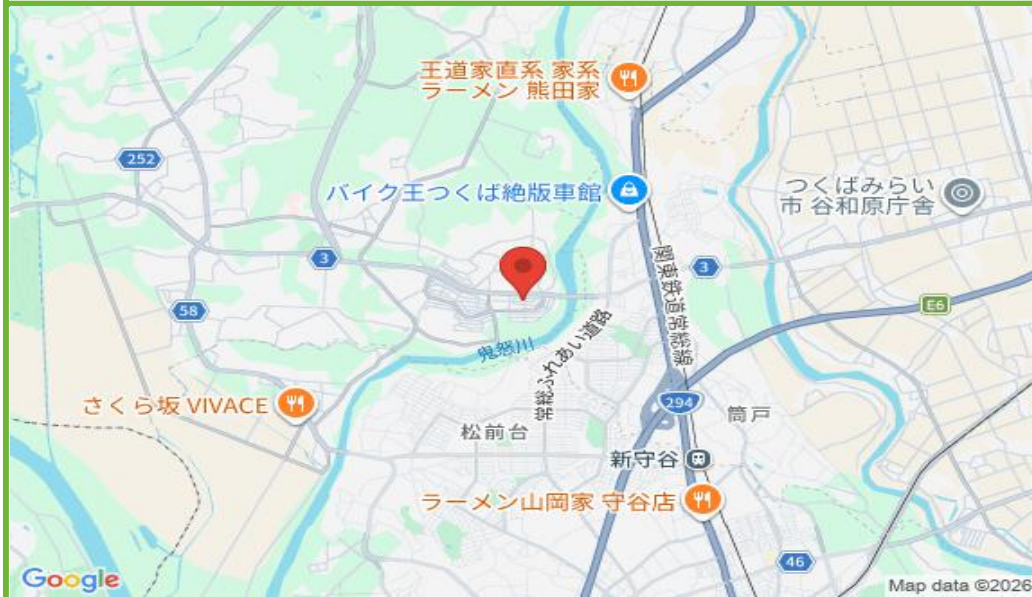 王道家直系 家系
ラーメン 熊田家
252
バイク王つくば絶版車館
つくばみらい
市 谷和原庁舎
3
3
関東鉄道常総線
58
E6
鬼怒川
常総ふれあい道路
294
さくら坂 VIVACE
筒戸
松前台
新守谷
ラーメン山岡家 守谷店
46
Google
Map data ©2026